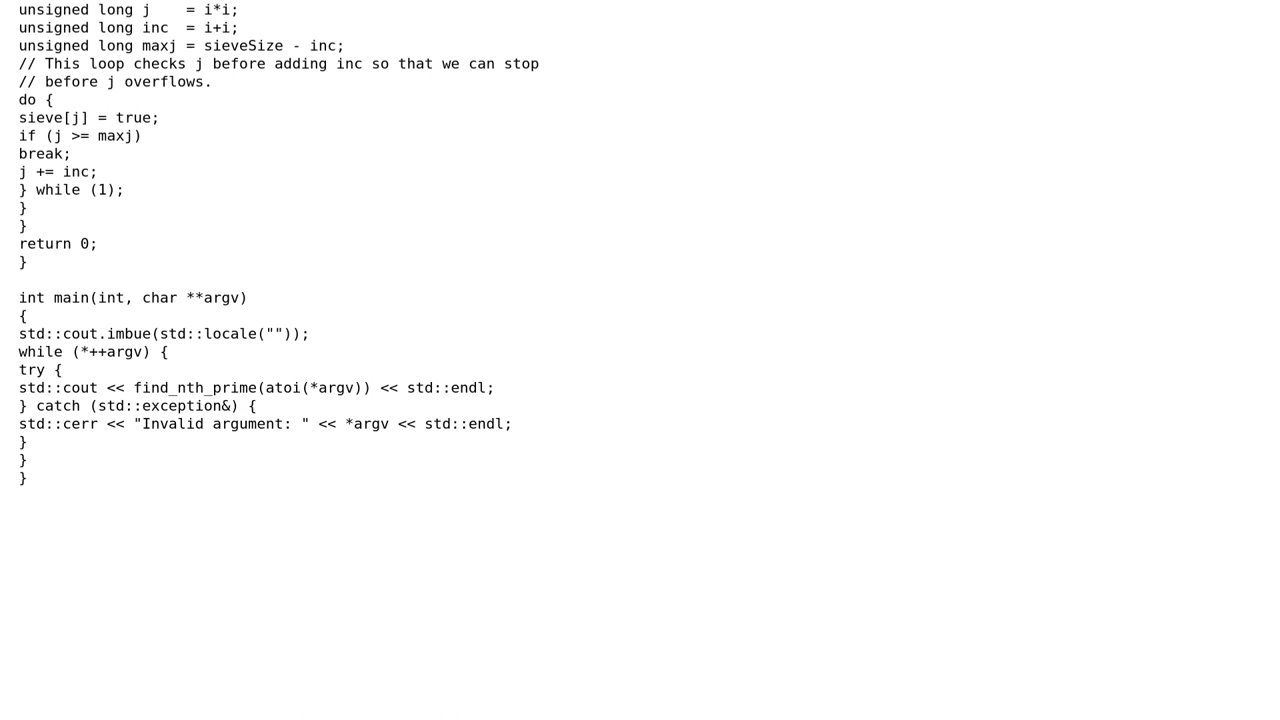 unsigned long j    = i*i;
unsigned long inc  = i+i;
unsigned long maxj = sieveSize - inc;
// This loop checks j before adding inc so that we can stop
// before j overflows.
do {
sieve[j] = true;
if (j >= maxj)
break;
j += inc;
} while (1);
}
}
return 0;
}

int main(int, char **argv)
{
std::cout.imbue(std::locale(""));
while (*++argv) {
try {
std::cout << find_nth_prime(atoi(*argv)) << std::endl;
} catch (std::exception&) {
std::cerr << "Invalid argument: " << *argv << std::endl;
}
}
}